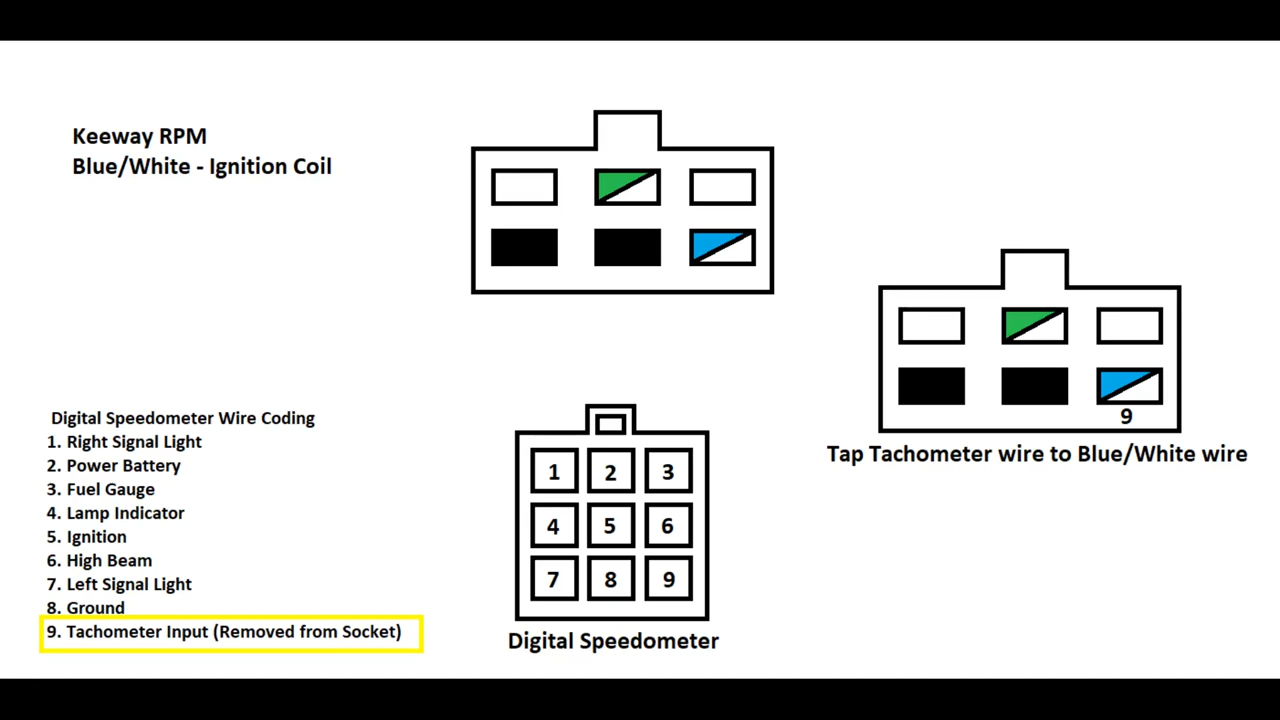 Keeway RPM
Blue/White - Ignition Coil
9
Tap Tachometer wire to Blue/White wire
Digital Speedometer Wire Coding
1. Right Signal Light
2. Power Battery
3. Fuel Gauge
4. Lamp Indicator
5. Ignition
6. High Beam
7. Left Signal Light
8. Ground
9. Tachometer Input (Removed from Socket)
1 2 3
4 5 6
7 8 9
Digital Speedometer